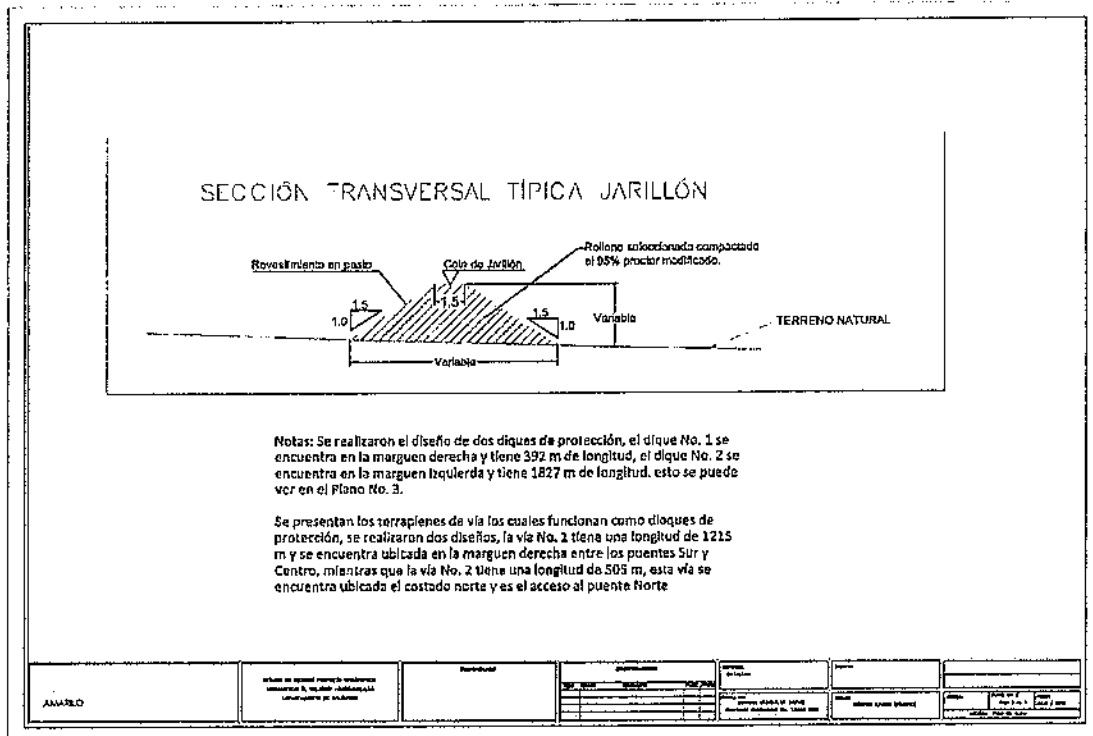 SECCIÓN TRANSVERSAL TÍPICA JARILLÓN
Revestimiento en pasto
Cota de Jarillón
Relleno seleccionado compactado
al 95% proctor modificado.
1.5
1.0
1.5
1.5
1.0
Variable
TERRENO NATURAL
Variable
Notas: Se realizaron el diseño de dos diques de protección, el dique No. 1 se
encuentra en la marguen derecha y tiene 392 m de longitud, el dique No. 2 se
encuentra en la marguen izquierda y tiene 1827 m de longitud. esto se puede
ver en el Plano No. 3.
Se presentan los terraplenes de vía los cuales funcionan como dioques de
protección, se realizaron dos diseños, la vía No. 1 tiene una longitud de 1215
m y se encuentra ubicada en la marguen derecha entre los puentes Sur y
Centro, mientras que la vía No. 2 tiene una longitud de 505 m, esta vía se
encuentra ubicada el costado norte y es el acceso al puente Norte
AMARILO